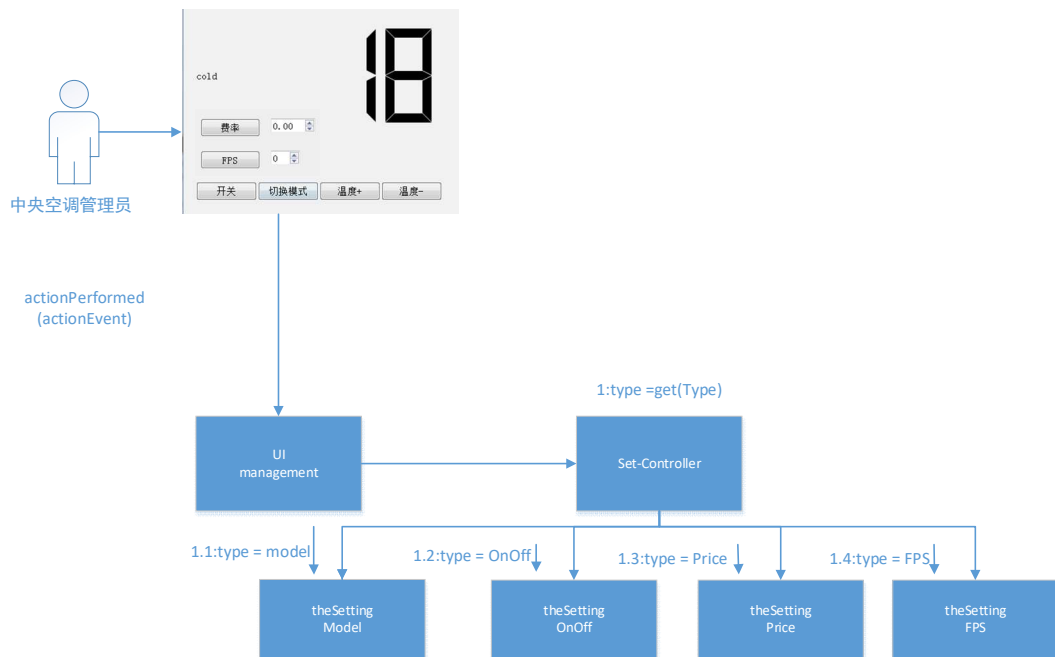 18
cold
费率
0.00
FPS
0
开关
切换模式
温度+
温度-
中央空调管理员
actionPerformed
(actionEvent)
1:type =get(Type)
UI
management
Set-Controller
1.1:type = model
1.2:type = OnOff
1.3:type = Price
1.4:type = FPS
theSetting
Model
theSetting
OnOff
theSetting
Price
theSetting
FPS